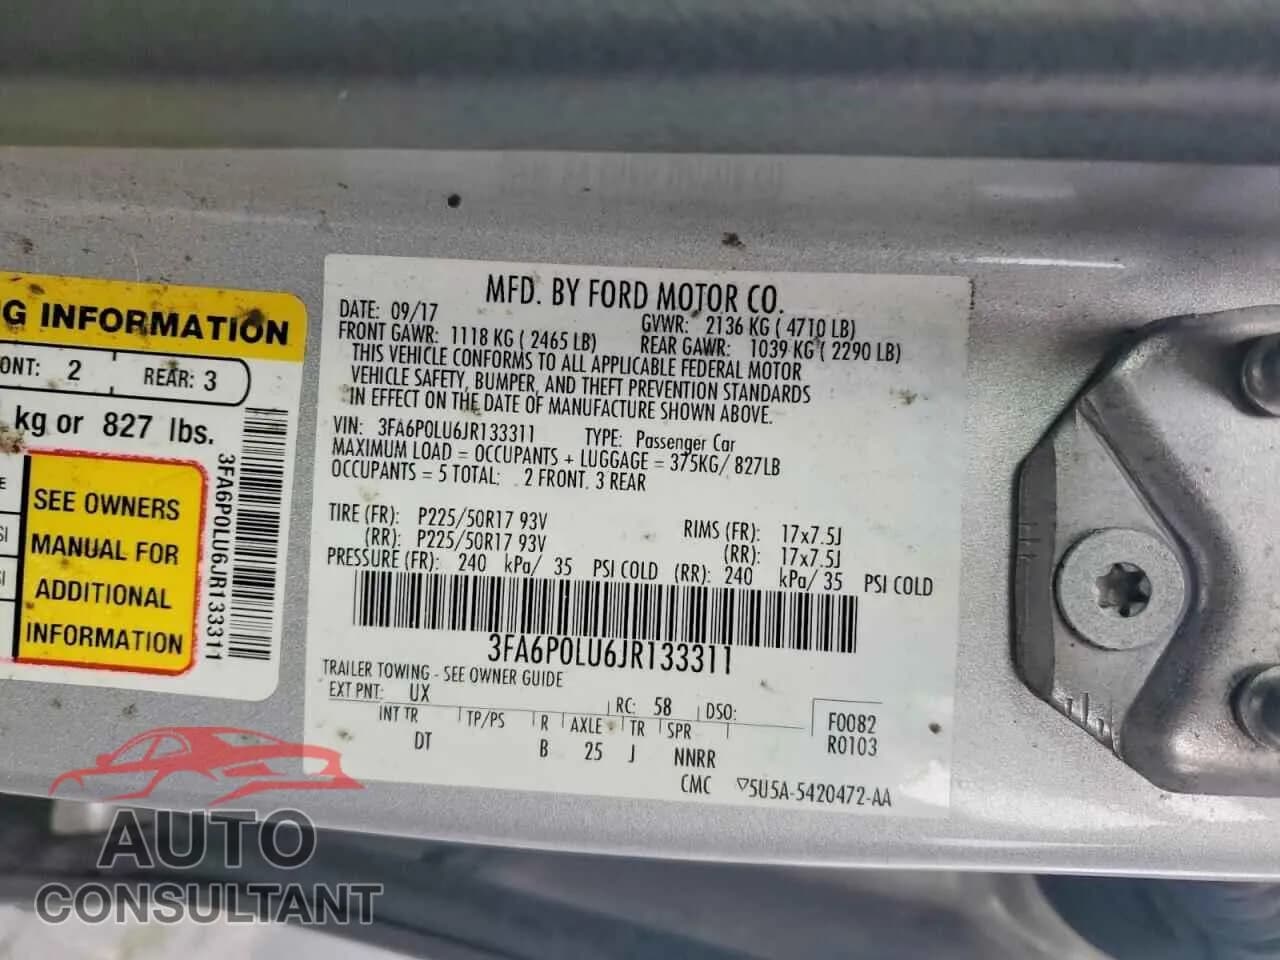 G INFORMATION
ONT: 2 REAR: 3
kg or 827 lbs.
SEE OWNERS
MANUAL FOR
ADDITIONAL
INFORMATION
3FA6P0LU6JR133311
MFD. BY FORD MOTOR CO.
DATE: 09/17 GVWR: 2136 KG ( 4710 LB)
FRONT GAWR: 1118 KG ( 2465 LB) REAR GAWR: 1039 KG ( 2290 LB)
THIS VEHICLE CONFORMS TO ALL APPLICABLE FEDERAL MOTOR
VEHICLE SAFETY, BUMPER, AND THEFT PREVENTION STANDARDS
IN EFFECT ON THE DATE OF MANUFACTURE SHOWN ABOVE.
VIN: 3FA6P0LU6JR133311 TYPE: Passenger Car
MAXIMUM LOAD = OCCUPANTS + LUGGAGE = 375KG/ 827LB
OCCUPANTS = 5 TOTAL: 2 FRONT, 3 REAR
TIRE (FR): P225/50R17 93V RIMS (FR): 17x7.5J
(RR): P225/50R17 93V (RR): 17x7.5J
PRESSURE (FR): 240 kPa/ 35 PSI COLD (RR): 240 kPa/ 35 PSI COLD
3FA6P0LU6JR133311
TRAILER TOWING - SEE OWNER GUIDE
EXT PNT: UX RC: 58 DSO: F0082
INT TR TP/PS R AXLE TR SPR R0103
DT B 25 J NNRR
CMC ▽5U5A-5420472-AA
AUTO
CONSULTANT